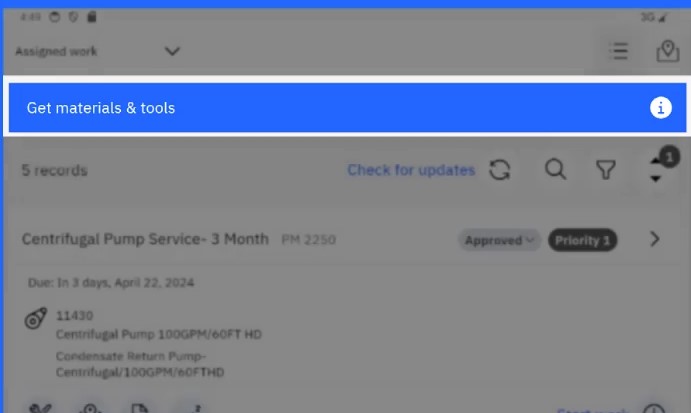 4:49 3G
Assigned work
Get materials & tools i
5 records Check for updates 1
Centrifugal Pump Service- 3 Month PM 2250 Approved Priority 1
Due: In 3 days, April 22, 2024
11430
Centrifugal Pump 100GPM/60FT HD
Condensate Return Pump-
Centrifugal/100GPM/60FTHD
Start work